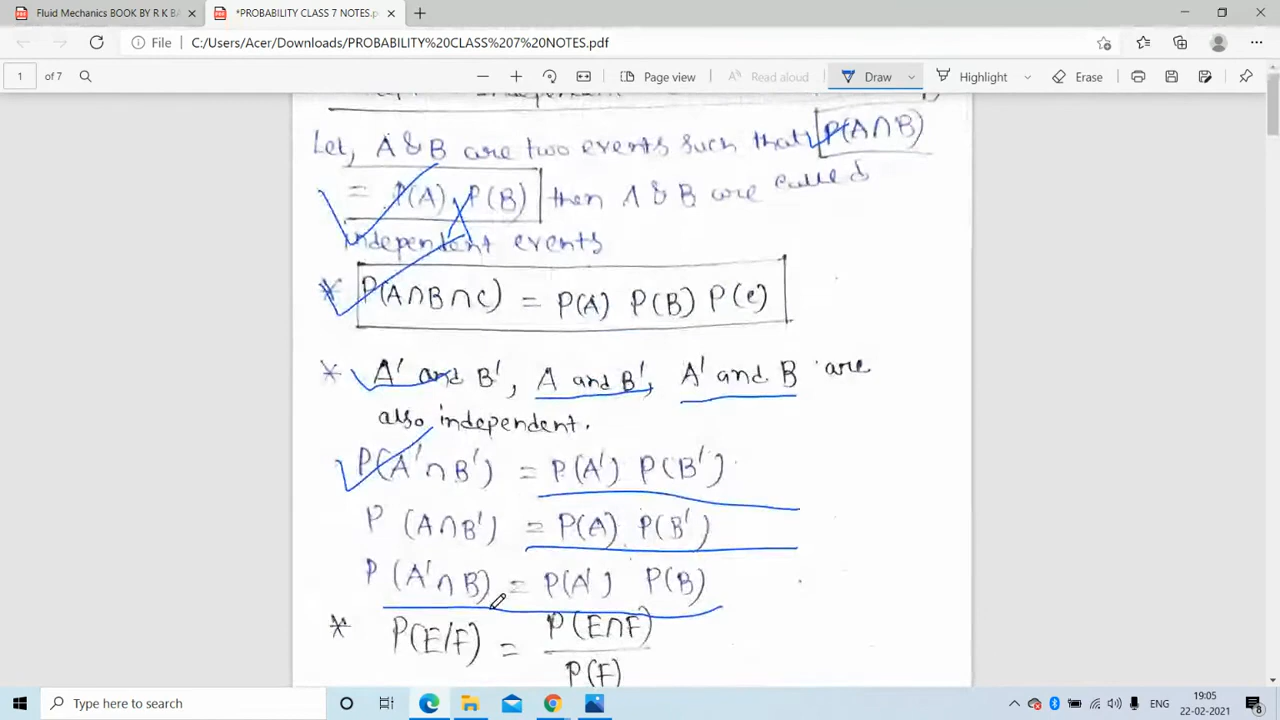 Fluid Mechanics BOOK BY R K BA
*PROBABILITY CLASS 7 NOTES.p
File C:/Users/Acer/Downloads/PROBABILITY%20CLASS%207%20NOTES.pdf
1 of 7 Page view Read aloud Draw Highlight Erase
Let, A & B are two events such that P(A∩B)
= P(A) . P(B) then A & B are called
independent events
* P(A∩B∩C) = P(A) P(B) P(C)
* A' and B', A and B', A' and B are
also independent.
P(A'∩B') = P(A') P(B')
P (A∩B') = P(A) P(B')
P (A'∩B) = P(A') P(B)
* P(E/F) = P(E∩F)
P(F)
Type here to search
ENG
19:05
22-02-2021
8